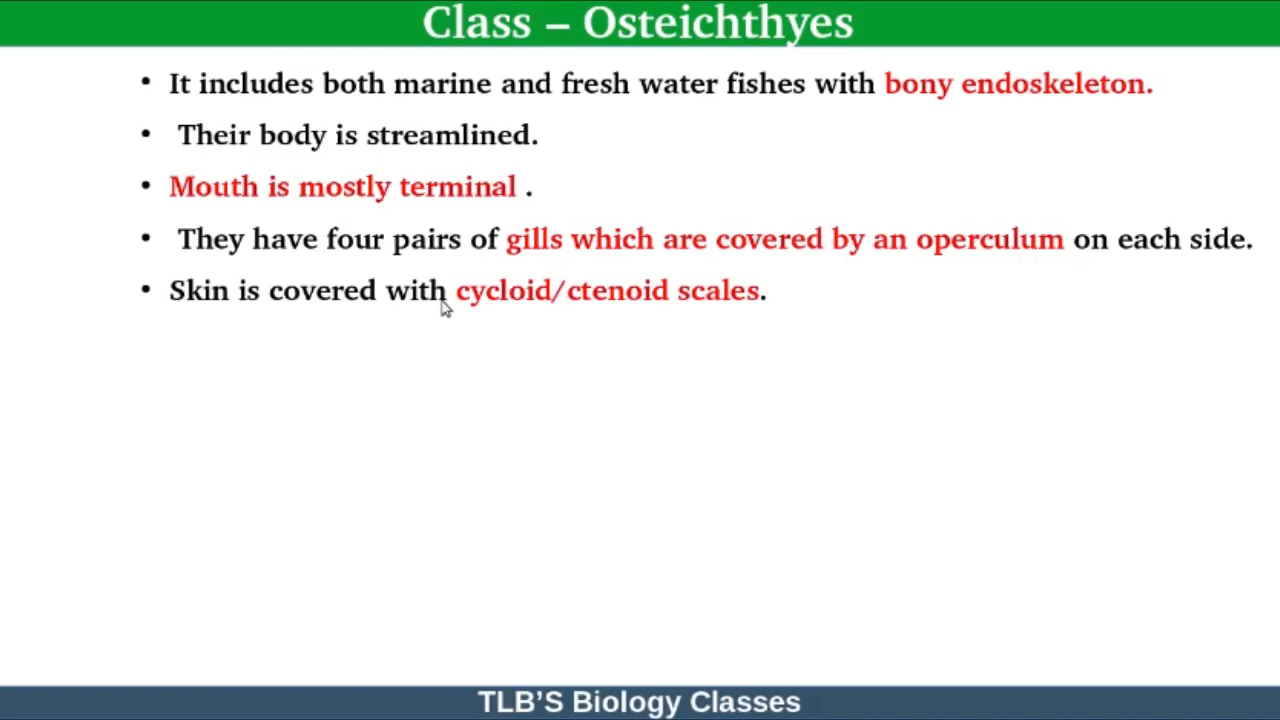 Class – Osteichthyes
• It includes both marine and fresh water fishes with bony endoskeleton.
• Their body is streamlined.
• Mouth is mostly terminal .
• They have four pairs of gills which are covered by an operculum on each side.
• Skin is covered with cycloid/ctenoid scales.
TLB’S Biology Classes